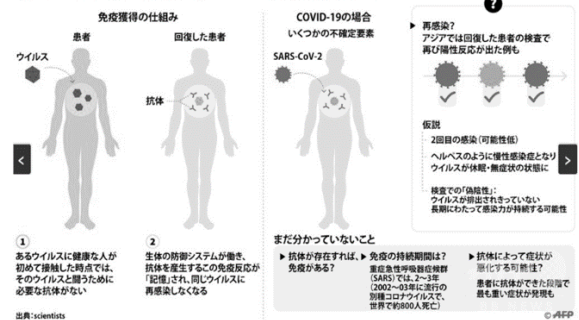 免疫獲得の仕組み
患者
回復した患者
ウイルス
抗体
①
あるウイルスに健康な人が
初めて接触した時点では、
そのウイルスと闘うために
必要な抗体がない
②
生体の防御システムが働き、
抗体を産生するこの免疫反応が
「記憶」され、同じウイルスに
再感染しなくなる
COVID-19の場合
いくつかの不確定要素
SARS-CoV-2
?
再感染?
アジアでは回復した患者の検査で
再び陽性反応が出た例も
仮説
2回目の感染(可能性低)
ヘルペスのように慢性感染症となり
ウイルスが休眠・無症状の状態に
検査での「偽陰性」:
ウイルスが排出されきっていない
長期にわたって感染力が持続する可能性
まだ分かっていないこと
抗体が存在すれば、
免疫がある?
免疫の持続期間は?
重症急性呼吸器症候群
(SARS)では、2~3年
(2002~03年に流行の
別種コロナウイルスで、
世界で約800人死亡)
抗体によって症状が
悪化する可能性?
患者に抗体ができた段階で
最も重い症状が発現も
出典:scientists
© AFP